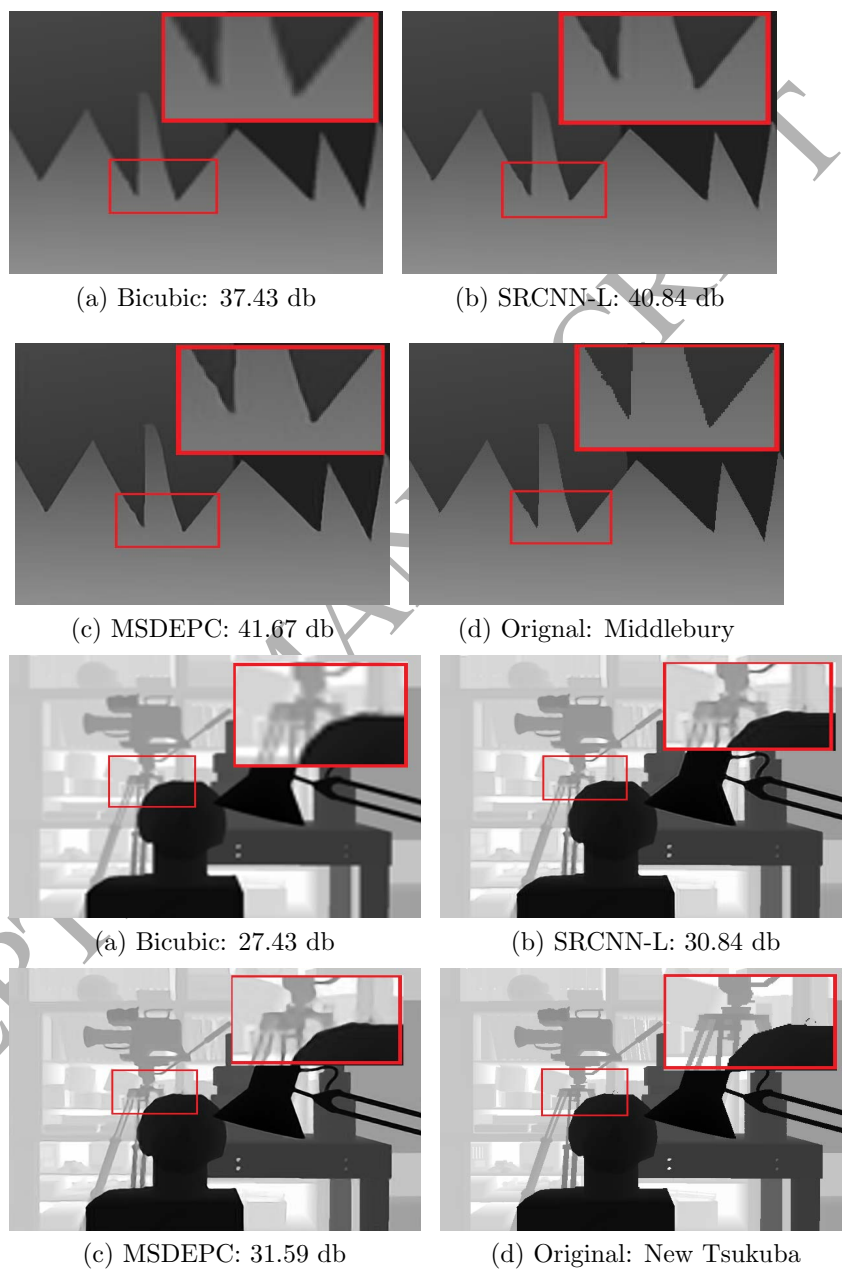 (a) Bicubic: 37.43 db
(b) SRCNN-L: 40.84 db
(c) MSDEPC: 41.67 db
(d) Orignal: Middlebury
(a) Bicubic: 27.43 db
(b) SRCNN-L: 30.84 db
(c) MSDEPC: 31.59 db
(d) Original: New Tsukuba